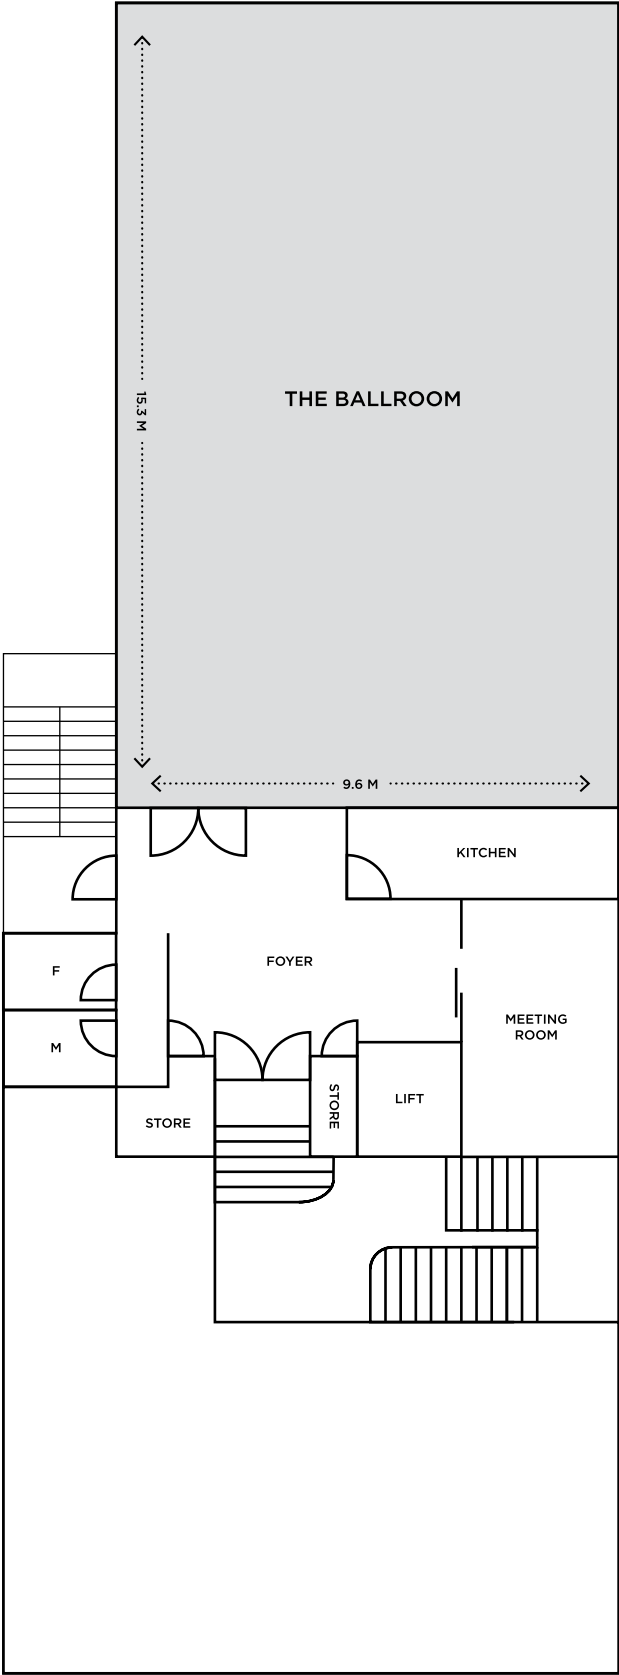 15.3 M
THE BALLROOM
9.6 M
KITCHEN
FOYER
F
MEETING
ROOM
M
STORE
STORE
LIFT